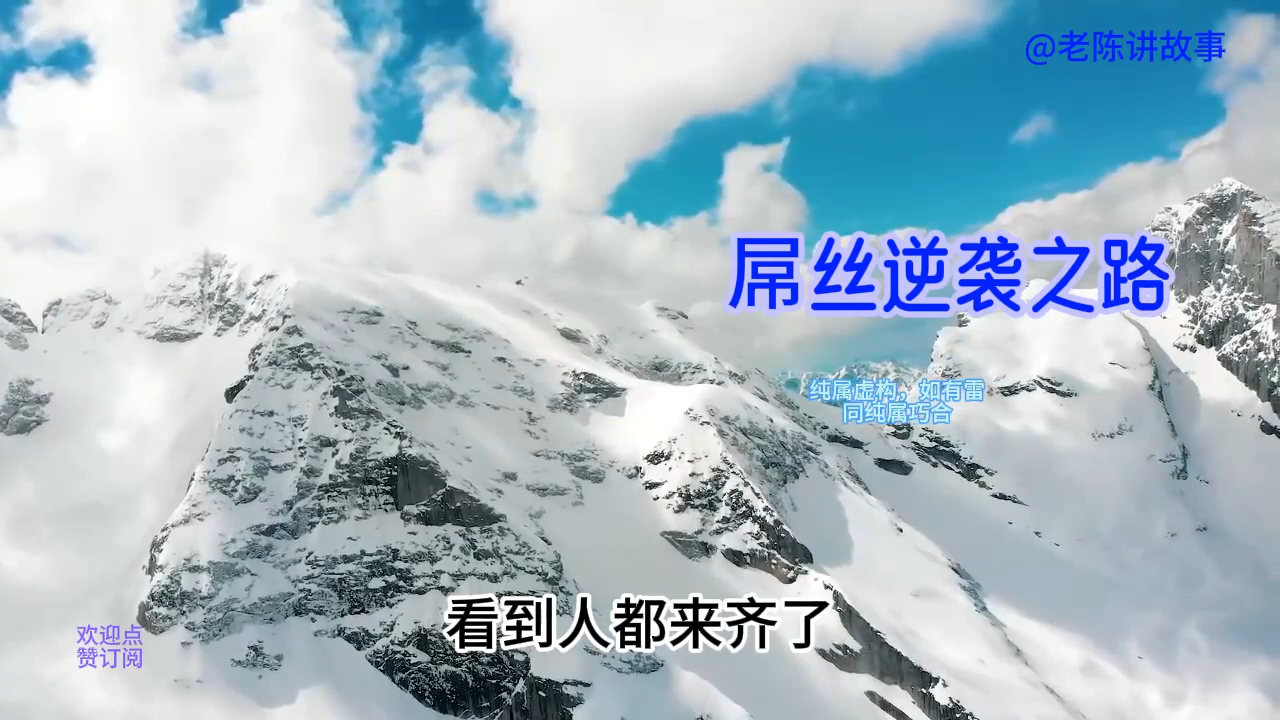 @老陈讲故事
屌丝逆袭之路
纯属虚构，如有雷
同纯属巧合
看到人都来齐了
欢迎点
赞订阅